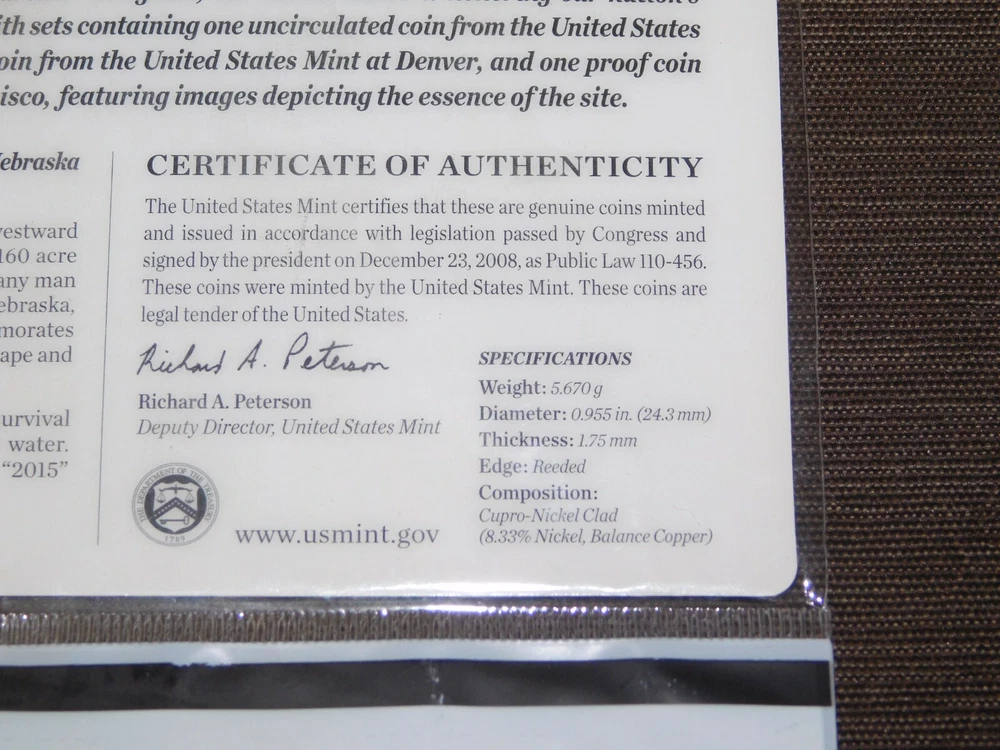 ith sets containing one uncirculated coin from the United States
oin from the United States Mint at Denver, and one proof coin
isco, featuring images depicting the essence of the site.
ebraska
estward
160 acre
any man
ebraska,
morates
ape and
urvival
water.
"2015"
CERTIFICATE OF AUTHENTICITY
The United States Mint certifies that these are genuine coins minted
and issued in accordance with legislation passed by Congress and
signed by the president on December 23, 2008, as Public Law 110-456.
These coins were minted by the United States Mint. These coins are
legal tender of the United States.
Richard A. Peterson
Richard A. Peterson
Deputy Director, United States Mint
THE DEPARTMENT OF THE TREASURY
1789
www.usmint.gov
SPECIFICATIONS
Weight: 5.670 g
Diameter: 0.955 in. (24.3 mm)
Thickness: 1.75 mm
Edge: Reeded
Composition:
Cupro-Nickel Clad
(8.33% Nickel, Balance Copper)